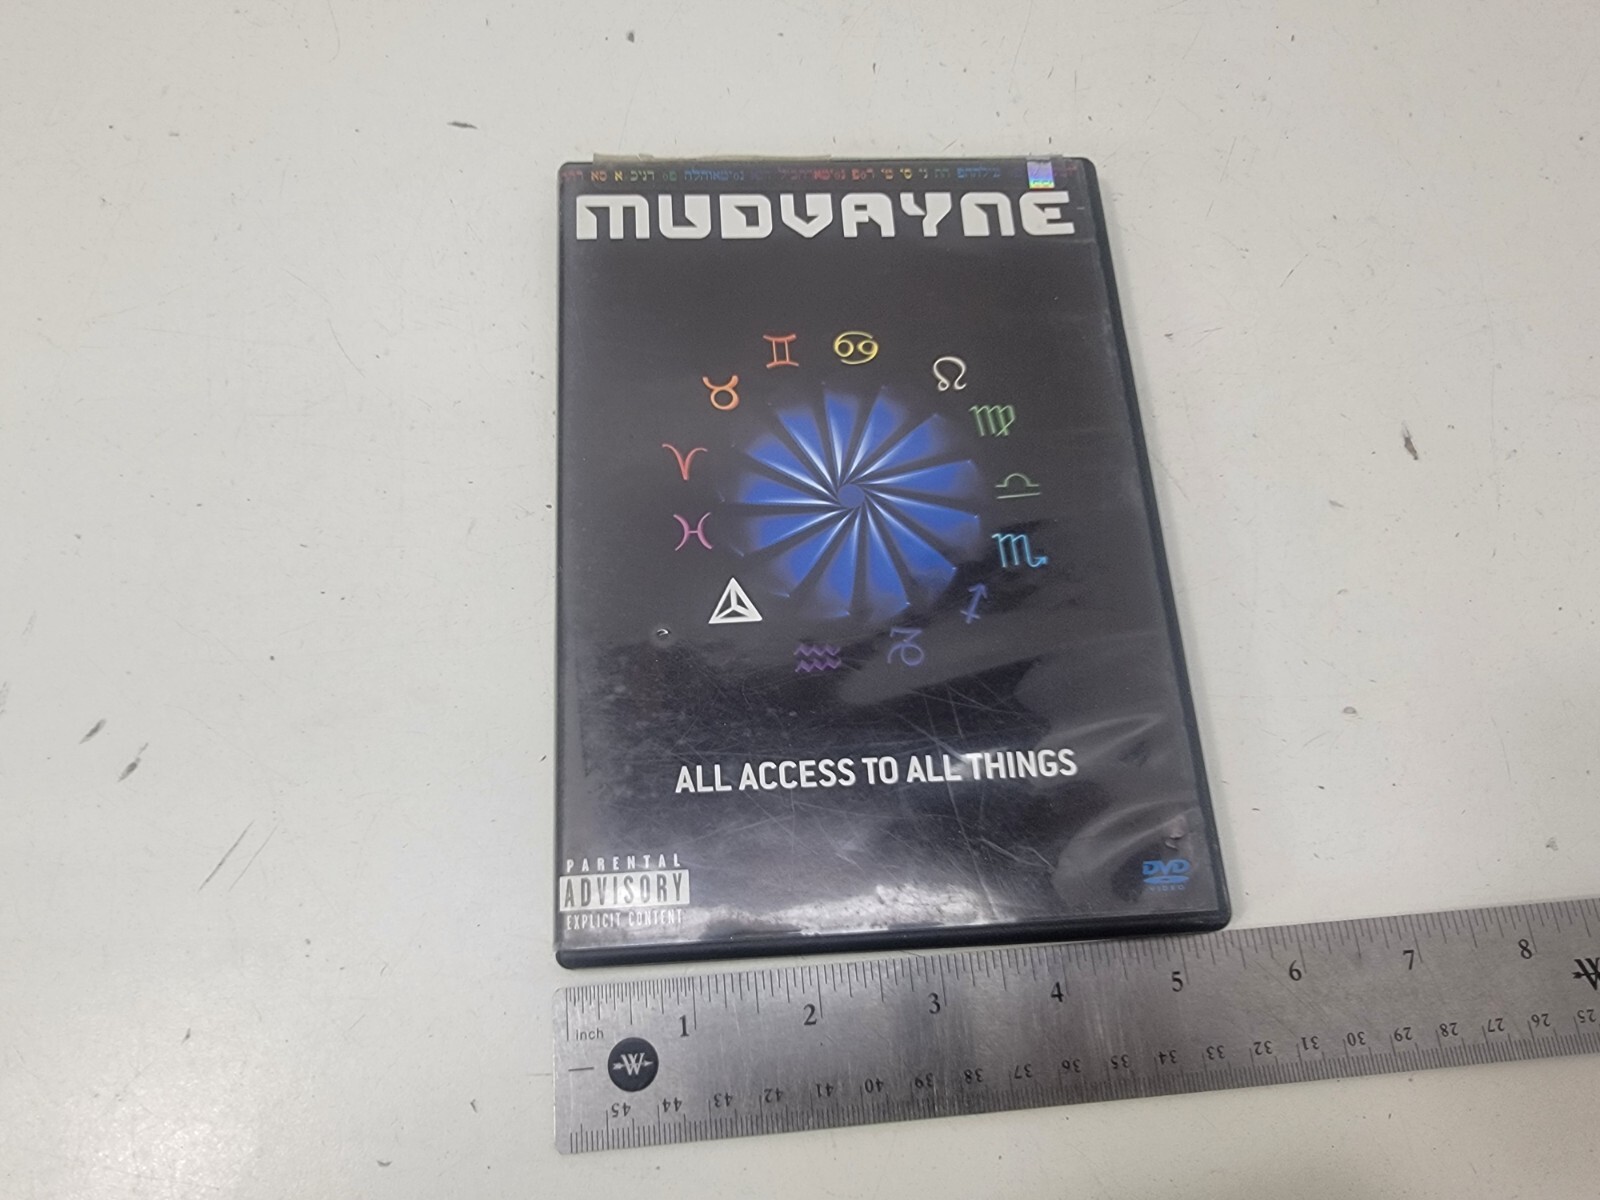 MUDVAYNE
ALL ACCESS TO ALL THINGS
PARENTAL
ADVISORY
EXPLICIT CONTENT
DVD
VIDEO
inch 1 2 3 4 5 6 7 8
W
45 44 43 42 41 40 39 38 37 36 35 34 33 32 31 30 29 28 27 26 25